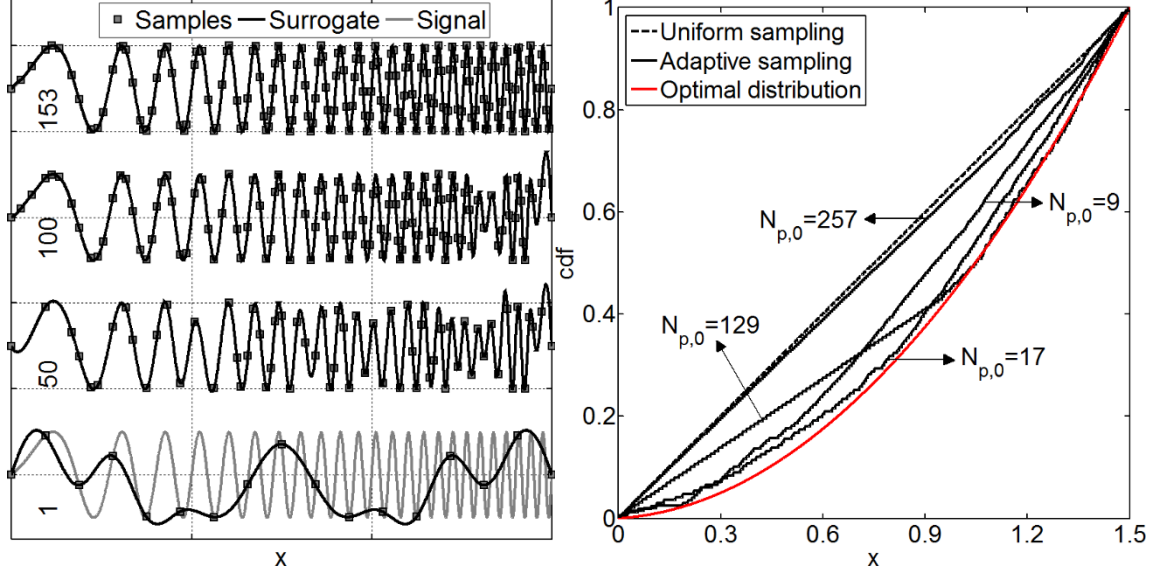 Samples Surrogate Signal
153
100
50
1
x
Uniform sampling
Adaptive sampling
Optimal distribution
1
0.8
0.6
0.4
0.2
0
cdf
N_p,0=257
N_p,0=9
N_p,0=129
N_p,0=17
0 0.3 0.6 0.9 1.2 1.5
x